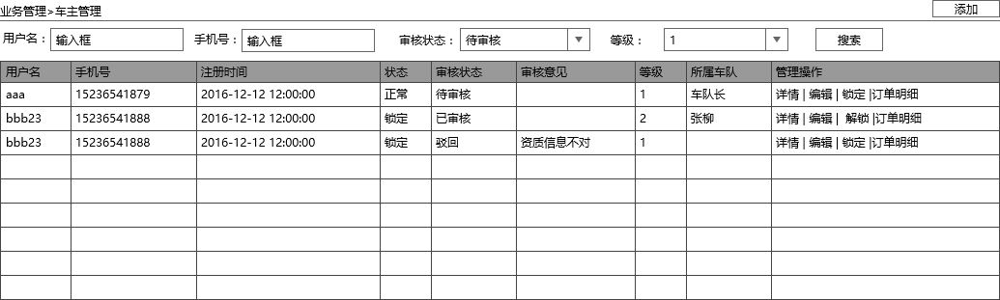 业务管理>车主管理 添加
用户名： 输入框 手机号： 输入框 审核状态： 待审核 等级： 1 搜索
用户名 手机号 注册时间 状态 审核状态 审核意见 等级 所属车队 管理操作
aaa 15236541879 2016-12-12 12:00:00 正常 待审核 1 车队长 详情 | 编辑 | 锁定 |订单明细
bbb23 15236541888 2016-12-12 12:00:00 锁定 已审核 2 张柳 详情 | 编辑 | 解锁 |订单明细
bbb23 15236541888 2016-12-12 12:00:00 锁定 驳回 资质信息不对 1 详情 | 编辑 | 锁定 |订单明细